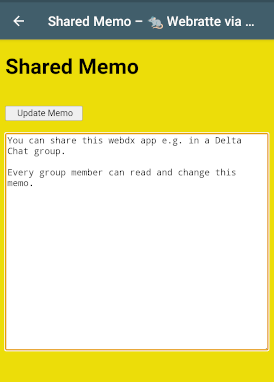 Shared Memo – 🐀 Webratte via ...
Shared Memo
Update Memo
You can share this webdx app e.g. in a Delta
Chat group.
Every group member can read and change this
memo.